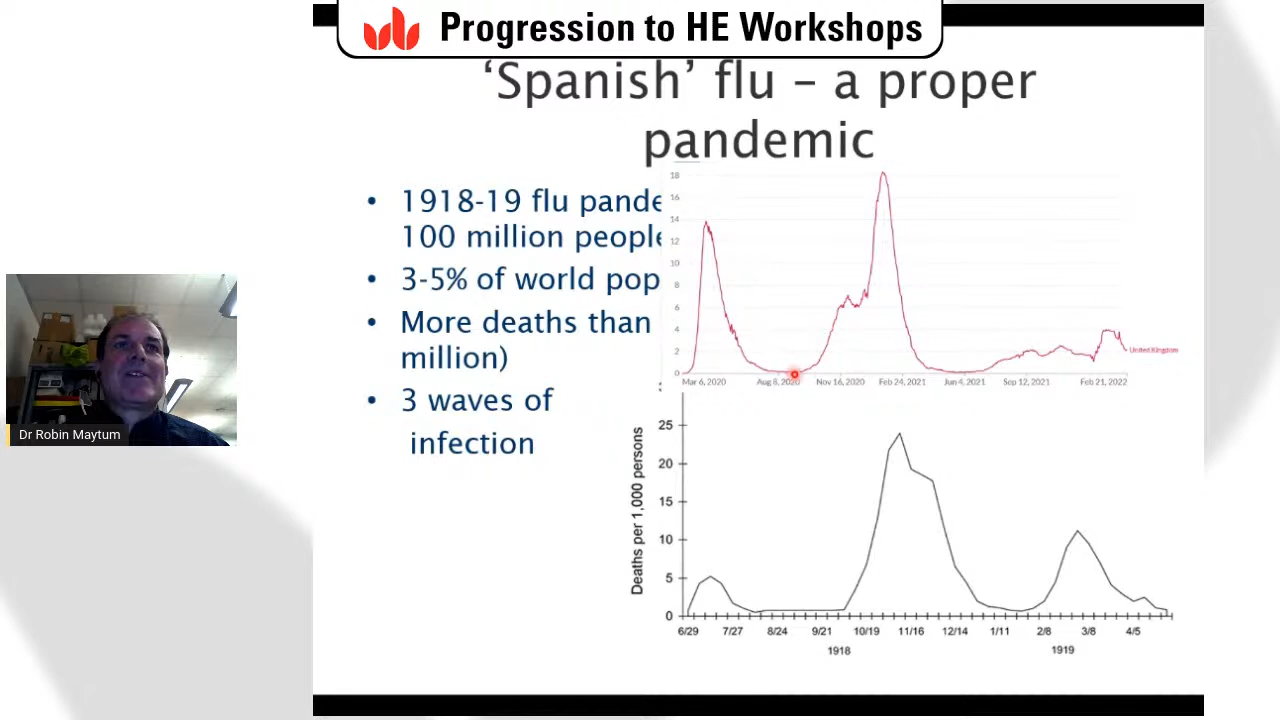 Progression to HE Workshops
‘Spanish’ flu – a proper
pandemic
• 1918-19 flu pande
100 million people
• 3-5% of world pop
• More deaths than
million)
• 3 waves of
infection
18
16
14
12
10
8
6
4
2
0
Mar 6, 2020 Aug 8, 2020 Nov 16, 2020 Feb 24, 2021 Jun 4, 2021 Sep 12, 2021 Feb 21, 2022
United Kingdom
Deaths per 1,000 persons
25
20
15
10
5
0
6/29 7/27 8/24 9/21 10/19 11/16 12/14 1/11 2/8 3/8 4/5
1918 1919
Dr Robin Maytum